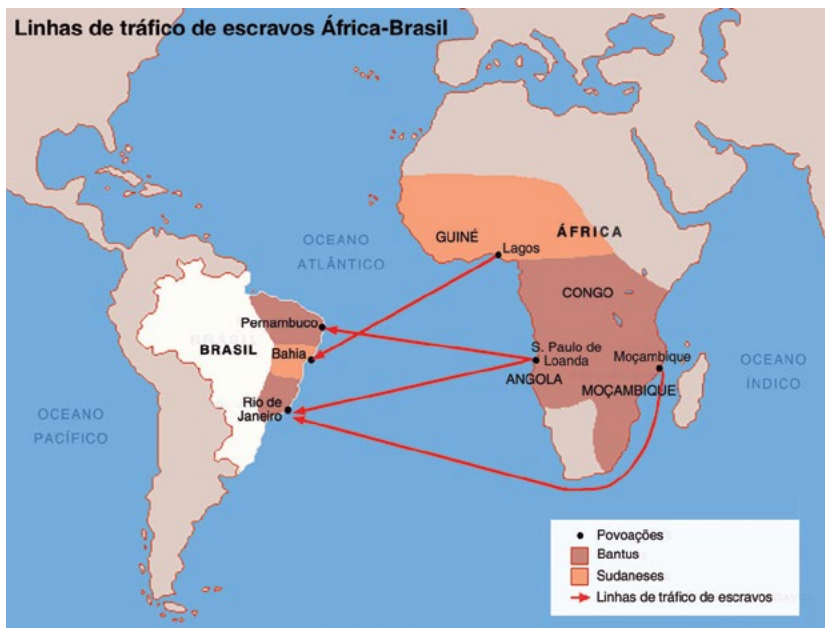 Linhas de tráfico de escravos África-Brasil
OCEANO
ATLÂNTICO
GUINÉ
ÁFRICA
Lagos
CONGO
Pernambuco
BRASIL
Bahia
S. Paulo de
Loanda
Moçambique
ANGOLA
MOÇAMBIQUE
OCEANO
ÍNDICO
Rio de
Janeiro
OCEANO
PACÍFICO
Povoações
Bantus
Sudaneses
Linhas de tráfico de escravos